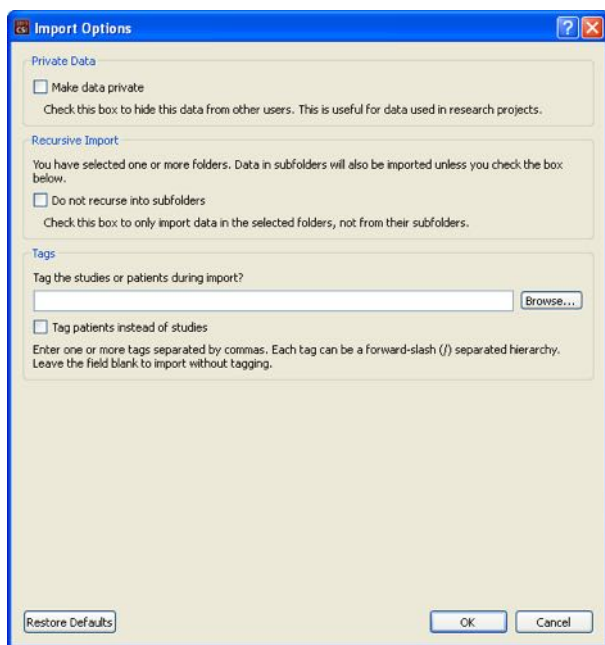 Import Options
Private Data
Make data private
Check this box to hide this data from other users. This is useful for data used in research projects.
Recursive Import
You have selected one or more folders. Data in subfolders will also be imported unless you check the box
below.
Do not recurse into subfolders
Check this box to only import data in the selected folders, not from their subfolders.
Tags
Tag the studies or patients during import?
Browse...
Tag patients instead of studies
Enter one or more tags separated by commas. Each tag can be a forward-slash (/) separated hierarchy.
Leave the field blank to import without tagging.
Restore Defaults
OK
Cancel